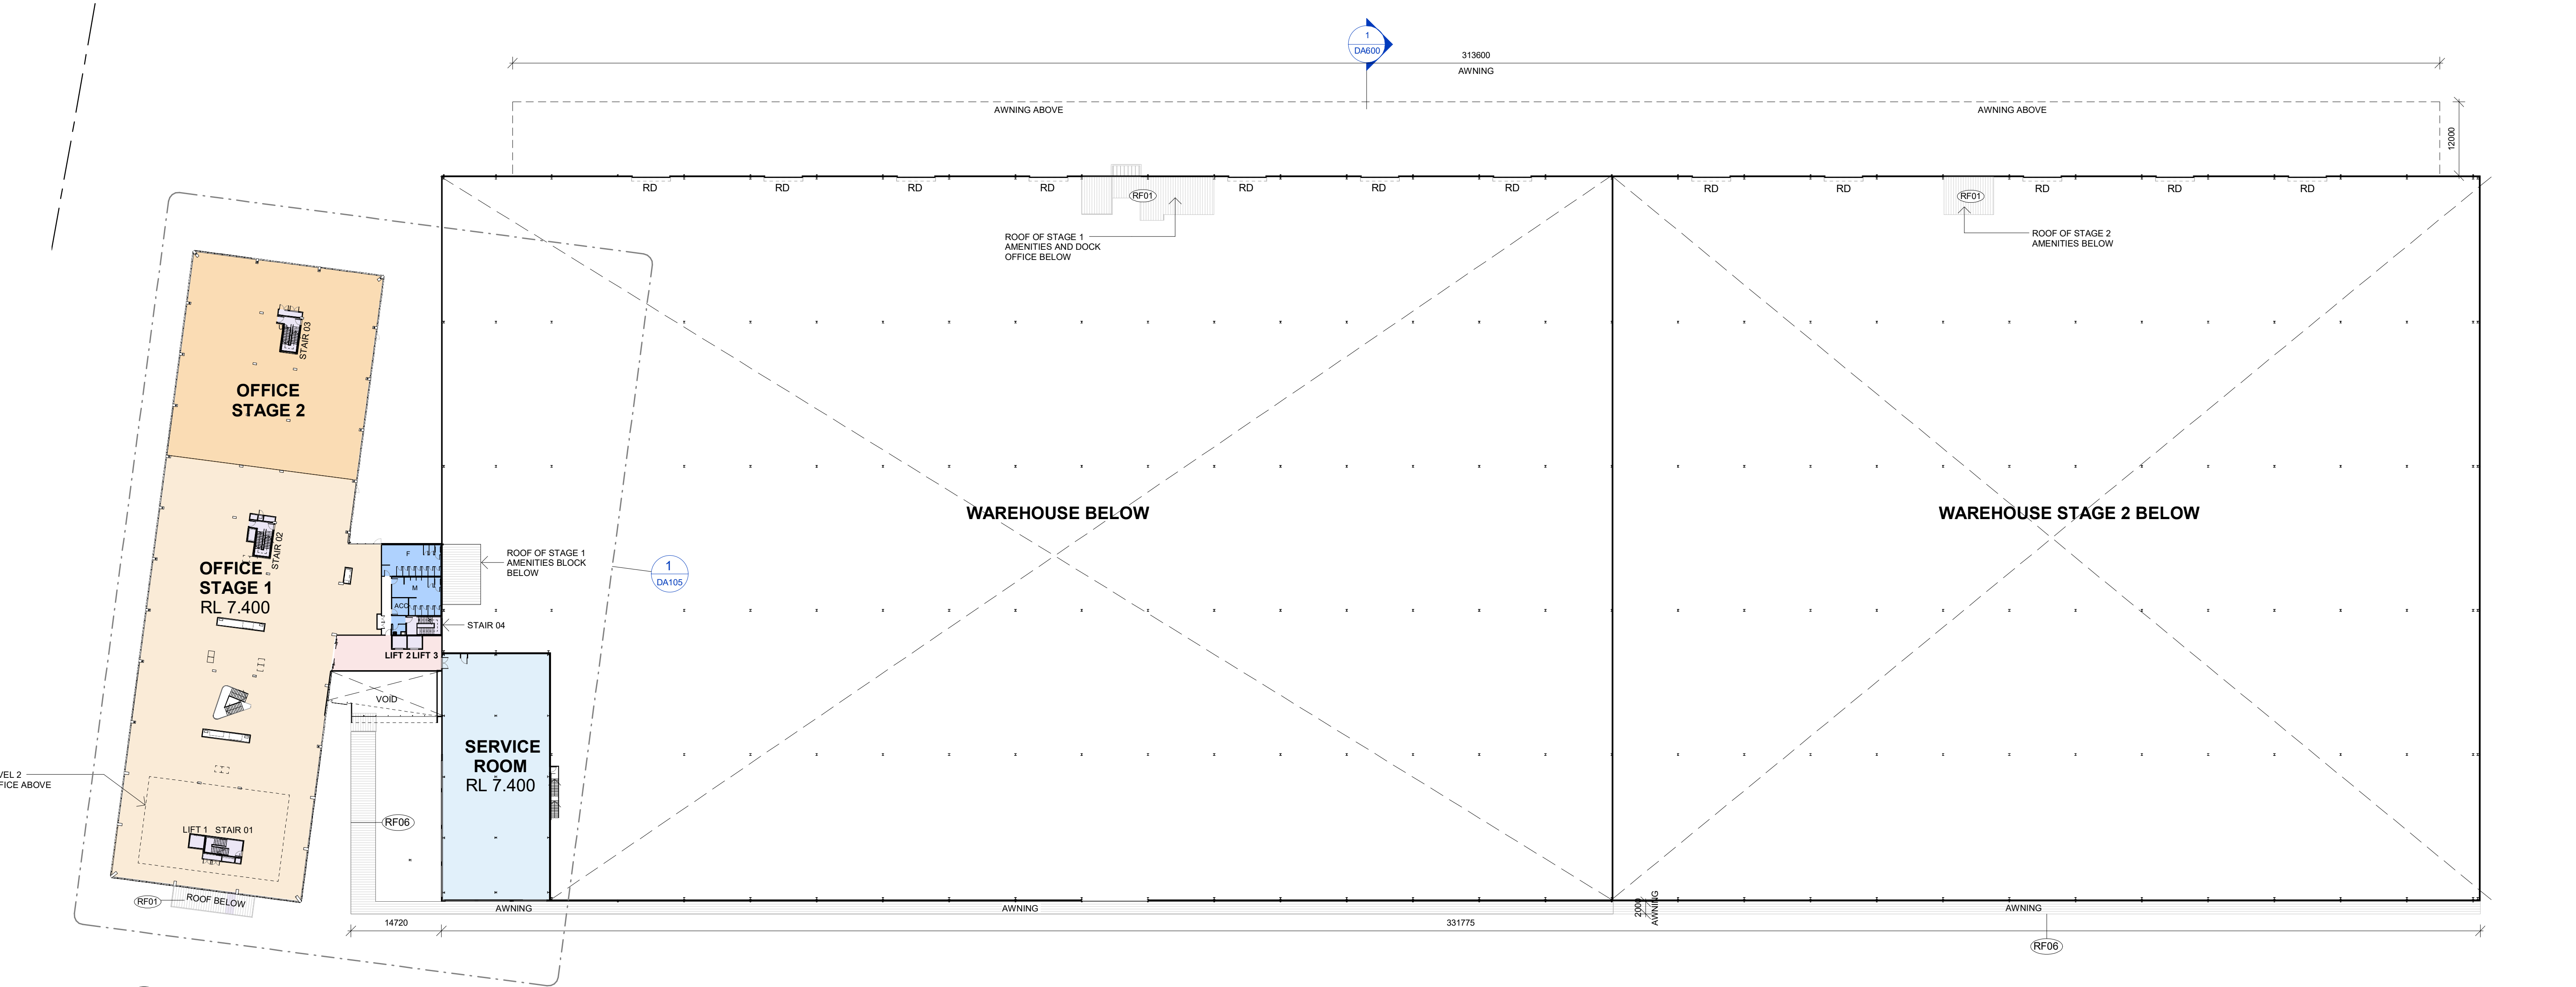 1
DA600
313600
AWNING
AWNING ABOVE
AWNING ABOVE
12000
RD
RD
RD
RD
RF01
RD
RD
RD
RD
RD
RF01
RD
RD
RD
ROOF OF STAGE 1
AMENITIES AND DOCK
OFFICE BELOW
ROOF OF STAGE 2
AMENITIES BELOW
STAIR 03
OFFICE
STAGE 2
WAREHOUSE BELOW
WAREHOUSE STAGE 2 BELOW
STAIR 02
OFFICE
STAGE 1
RL 7.400
F
M
ACC
ROOF OF STAGE 1
AMENITIES BLOCK
BELOW
1
DA105
STAIR 04
LIFT 2
LIFT 3
VOID
SERVICE
ROOM
RL 7.400
VEL 2
FICE ABOVE
LIFT 1
STAIR 01
RF06
RF01
ROOF BELOW
AWNING
AWNING
2000
AWNING
AWNING
14720
331775
RF06